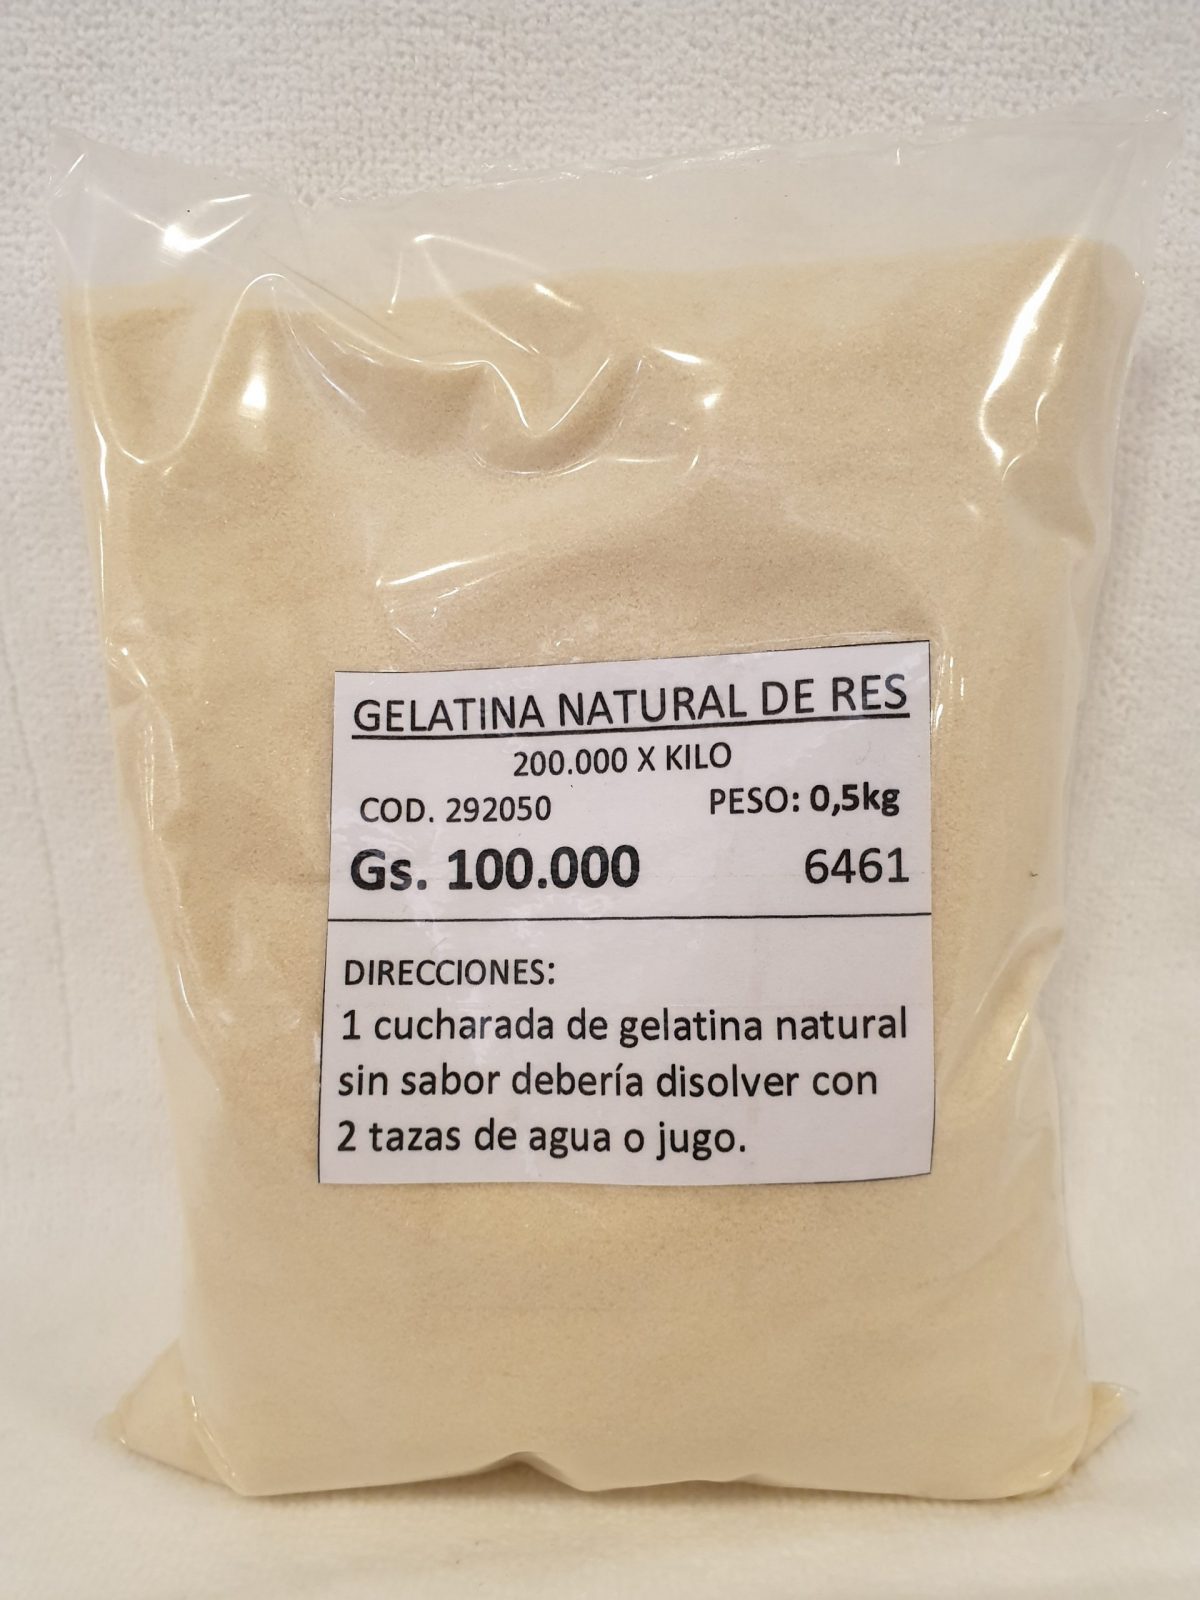 GELATINA NATURAL DE RES
200.000 X KILO
COD. 292050 PESO: 0,5kg
Gs. 100.000 6461
DIRECCIONES:
1 cucharada de gelatina natural
sin sabor debería disolver con
2 tazas de agua o jugo.